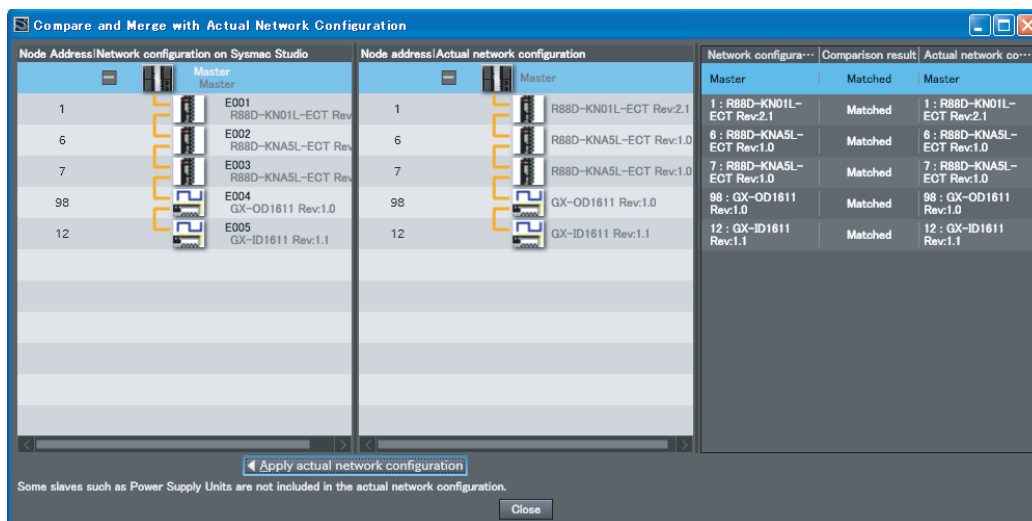 Compare and Merge with Actual Network Configuration
Node Address|Network configuration on Sysmac Studio
Master
Master
1
E001
R88D-KN01L-ECT Rev
6
E002
R88D-KNA5L-ECT Rev
7
E003
R88D-KNA5L-ECT Rev
98
E004
GX-OD1611 Rev:1.0
12
E005
GX-ID1611 Rev:1.1
Node address|Actual network configuration
Master
1
R88D-KN01L-ECT Rev:2.1
6
R88D-KNA5L-ECT Rev:1.0
7
R88D-KNA5L-ECT Rev:1.0
98
GX-OD1611 Rev:1.0
12
GX-ID1611 Rev:1.1
Network configura··· Comparison result Actual network co···
Master Matched Master
1 : R88D-KN01L-
ECT Rev:2.1
Matched
1 : R88D-KN01L-
ECT Rev:2.1
6 : R88D-KNA5L-
ECT Rev:1.0
Matched
6 : R88D-KNA5L-
ECT Rev:1.0
7 : R88D-KNA5L-
ECT Rev:1.0
Matched
7 : R88D-KNA5L-
ECT Rev:1.0
98 : GX-OD1611
Rev:1.0
Matched
98 : GX-OD1611
Rev:1.0
12 : GX-ID1611
Rev:1.1
Matched
12 : GX-ID1611
Rev:1.1
Apply actual network configuration
Some slaves such as Power Supply Units are not included in the actual network configuration.
Close